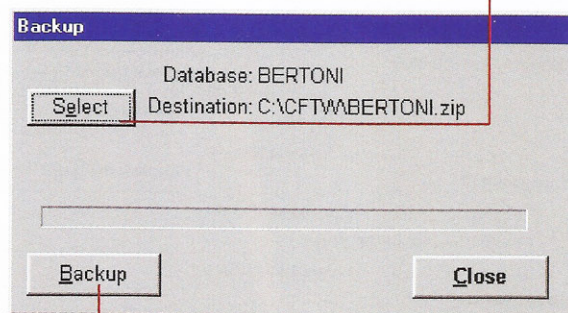 Backup
Database: BERTONI
Select Destination: C:\CFTW\BERTONI.zip
Backup Close